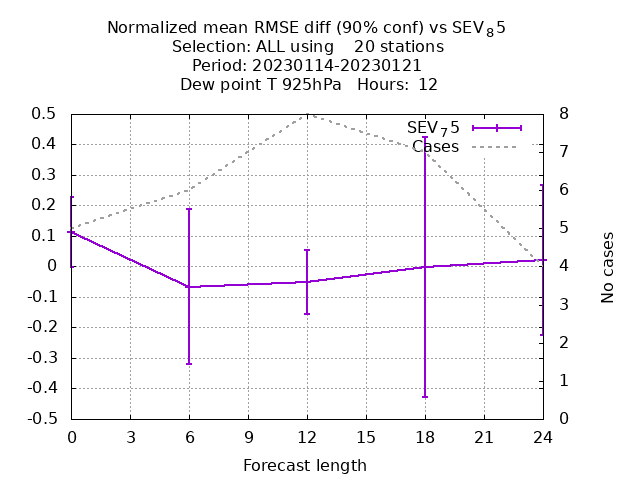 Normalized mean RMSE diff (90% conf) vs SEV₈5
Selection: ALL using    20 stations
Period: 20230114-20230121
Dew point T 925hPa   Hours:  12
SEV₇5
Cases
0.5
0.4
0.3
0.2
0.1
0
-0.1
-0.2
-0.3
-0.4
-0.5
8
7
6
5
4
3
2
1
0
No cases
0 3 6 9 12 15 18 21 24
Forecast length